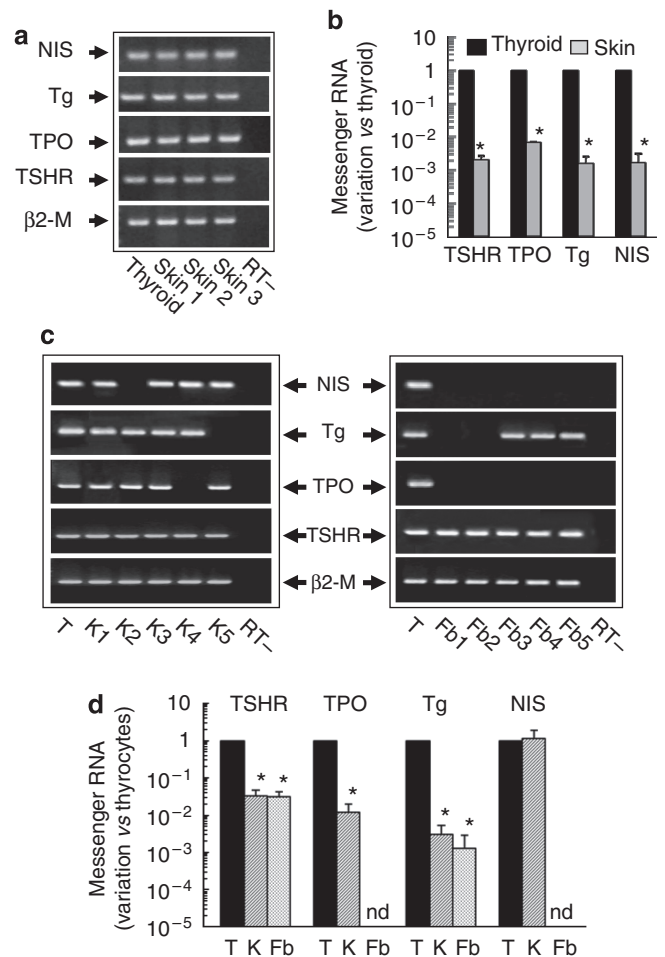 a
NIS
Tg
TPO
TSHR
β2-M
Thyroid
Skin 1
Skin 2
Skin 3
RT–
b
Messenger RNA
(variation vs thyroid)
10
1
10–1
10–2
10–3
10–4
10–5
Thyroid
Skin
*
*
*
*
TSHR TPO Tg NIS
c
NIS
Tg
TPO
TSHR
β2-M
T K1 K2 K3 K4 K5 RT–
T Fb1 Fb2 Fb3 Fb4 Fb5 RT–
d
Messenger RNA
(variation vs thyrocytes)
10
1
10–1
10–2
10–3
10–4
10–5
TSHR TPO Tg NIS
* * * * *
nd nd
T K Fb T K Fb T K Fb T K Fb